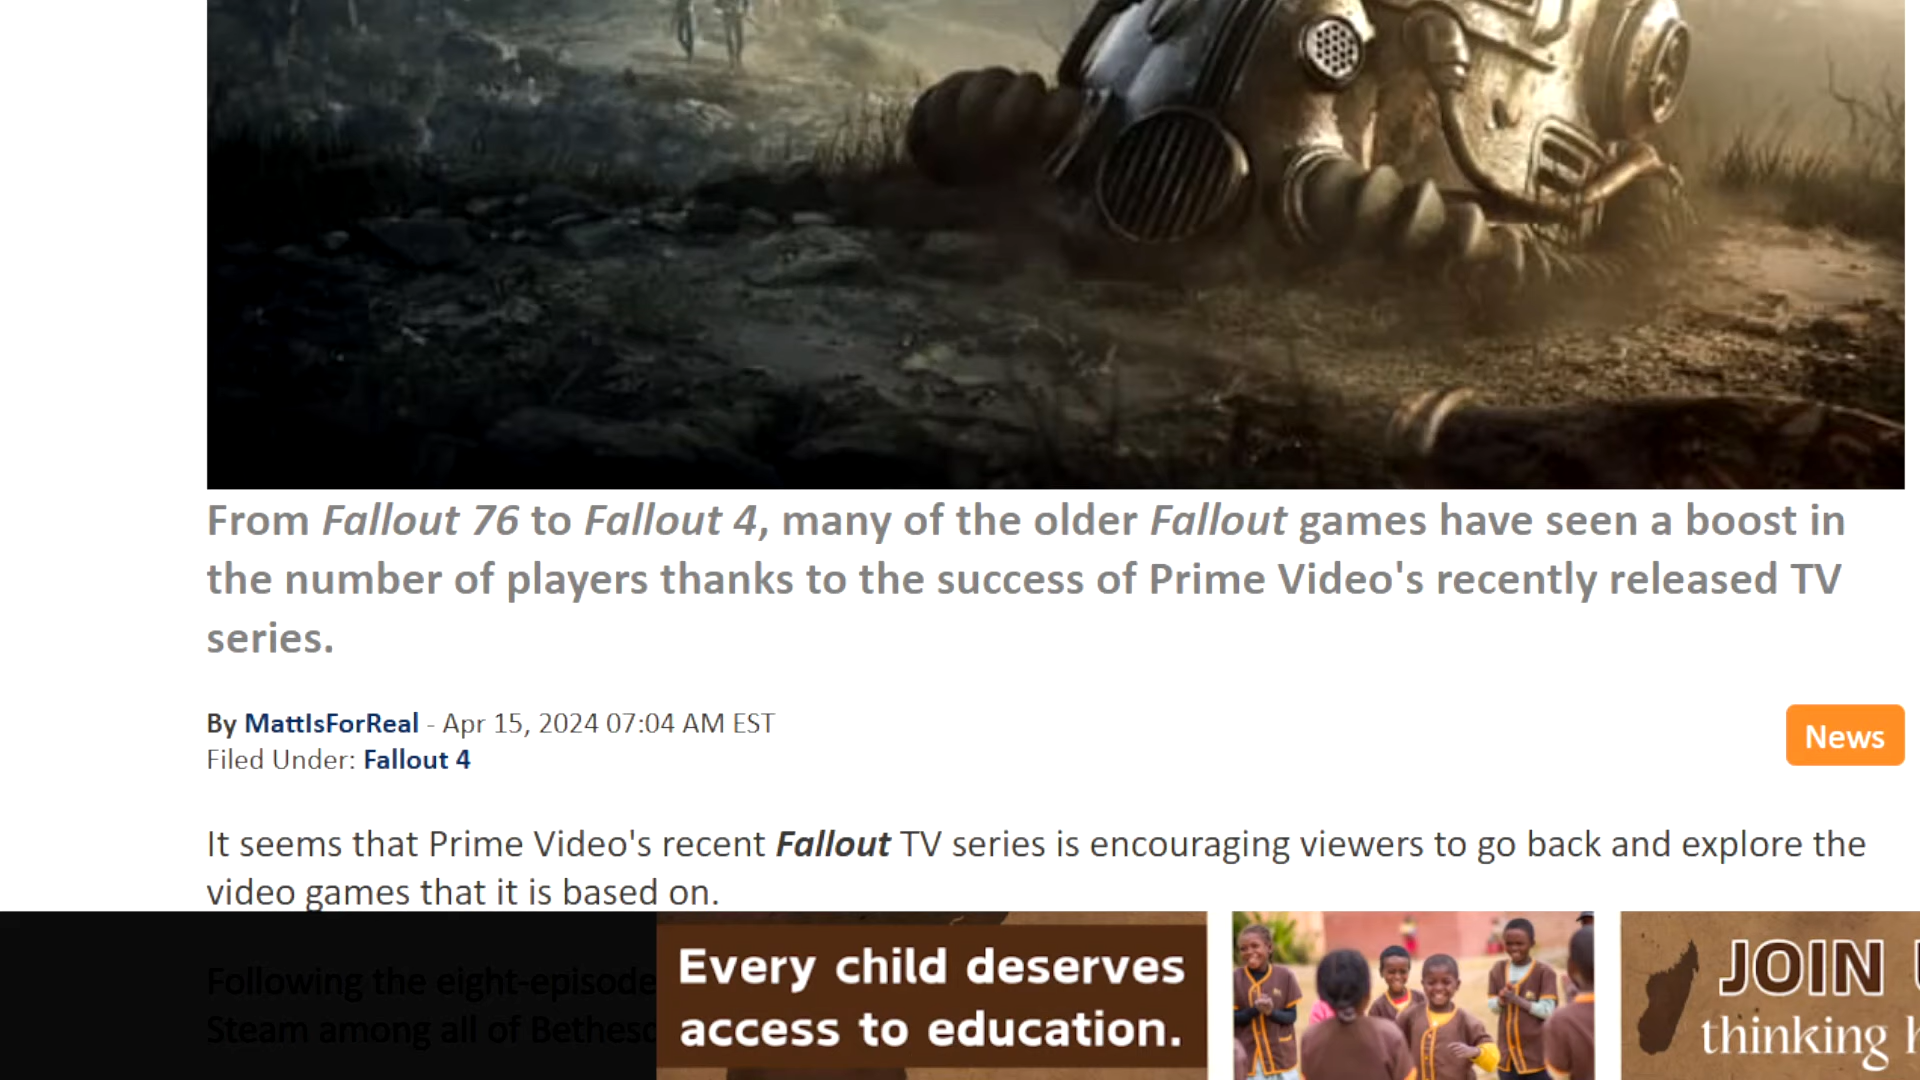 From Fallout 76 to Fallout 4, many of the older Fallout games have seen a boost in
the number of players thanks to the success of Prime Video's recently released TV
series.
By MattIsForReal - Apr 15, 2024 07:04 AM EST
Filed Under: Fallout 4
News
It seems that Prime Video's recent Fallout TV series is encouraging viewers to go back and explore the
video games that it is based on.
Following the eight-episode
Steam among all of
Every child deserves
access to education.
JOIN
thinking